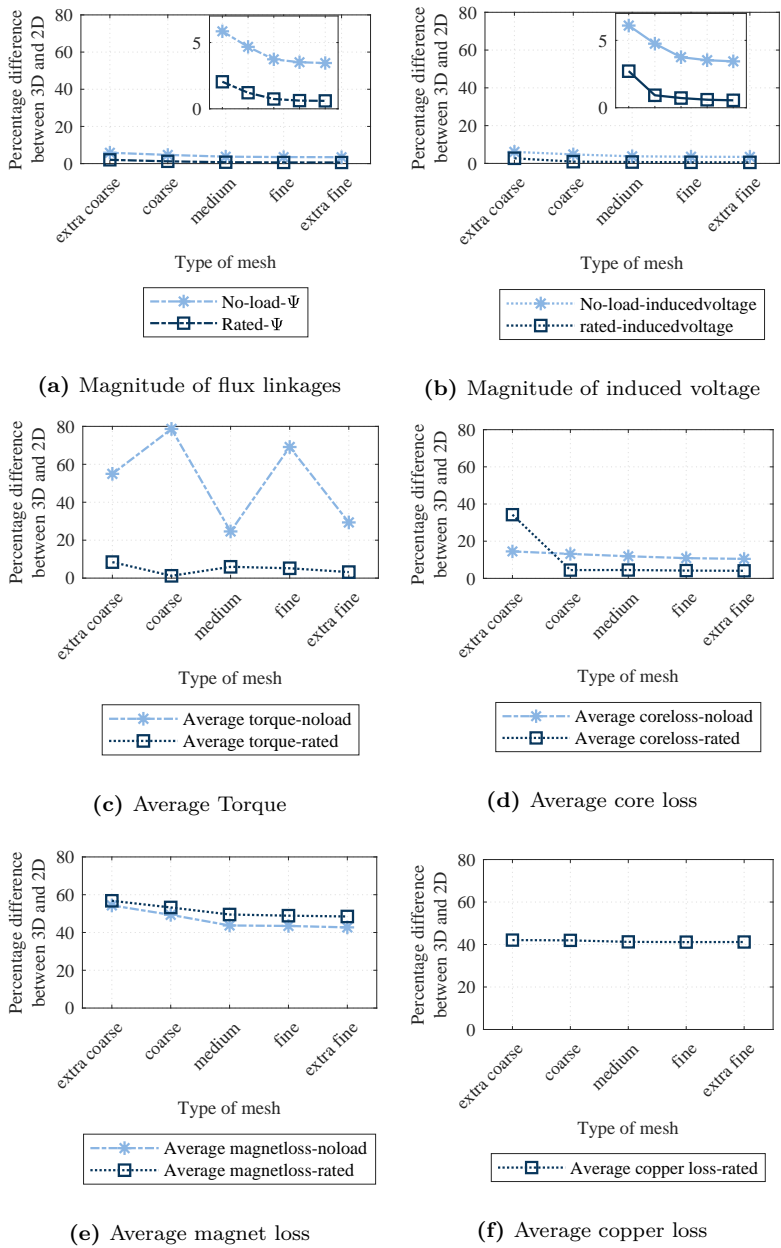 Percentage difference
between 3D and 2D
80
60
40
20
0
5
0
extra coarse
coarse
medium
fine
extra fine
Type of mesh
No-load-Ψ
Rated-Ψ
(a) Magnitude of flux linkages
Percentage difference
between 3D and 2D
80
60
40
20
0
5
0
extra coarse
coarse
medium
fine
extra fine
Type of mesh
No-load-inducedvoltage
rated-inducedvoltage
(b) Magnitude of induced voltage
Percentage difference
between 3D and 2D
80
60
40
20
0
extra coarse
coarse
medium
fine
extra fine
Type of mesh
Average torque-noload
Average torque-rated
(c) Average Torque
Percentage difference
between 3D and 2D
80
60
40
20
0
extra coarse
coarse
medium
fine
extra fine
Type of mesh
Average coreloss-noload
Average coreloss-rated
(d) Average core loss
Percentage difference
between 3D and 2D
80
60
40
20
0
extra coarse
coarse
medium
fine
extra fine
Type of mesh
Average magnetloss-noload
Average magnetloss-rated
(e) Average magnet loss
Percentage difference
between 3D and 2D
80
60
40
20
0
extra coarse
coarse
medium
fine
extra fine
Type of mesh
Average copper loss-rated
(f) Average copper loss